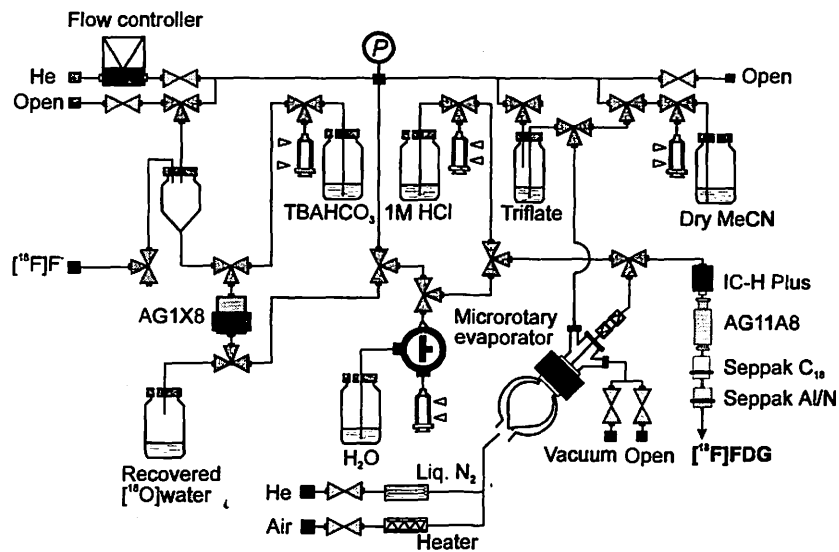 Flow controller
He
Open
P
Open
TBAHCO₃
1M HCl
Triflate
Dry MeCN
[¹⁸F]F⁻
AG1X8
Microrotary
evaporator
IC-H Plus
AG11A8
Seppak C₁₈
Seppak Al/N
Recovered
[¹⁸O]water
H₂O
Vacuum
Open
[¹⁸F]FDG
He
Liq. N₂
Air
Heater